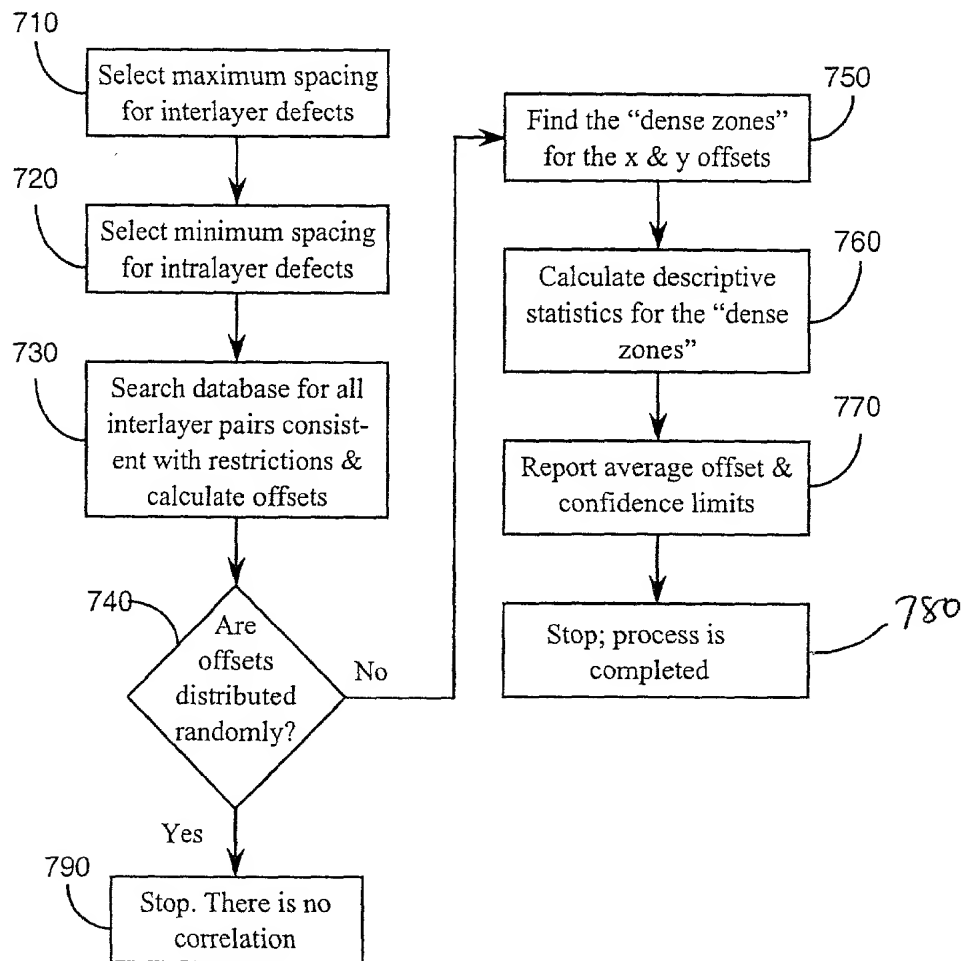 710
Select maximum spacing
for interlayer defects
720
Select minimum spacing
for intralayer defects
730
Search database for all
interlayer pairs consist-
ent with restrictions &
calculate offsets
740
Are
offsets
distributed
randomly?
No
Yes
790
Stop. There is no
correlation
750
Find the “dense zones”
for the x & y offsets
760
Calculate descriptive
statistics for the “dense
zones”
770
Report average offset &
confidence limits
780
Stop; process is
completed